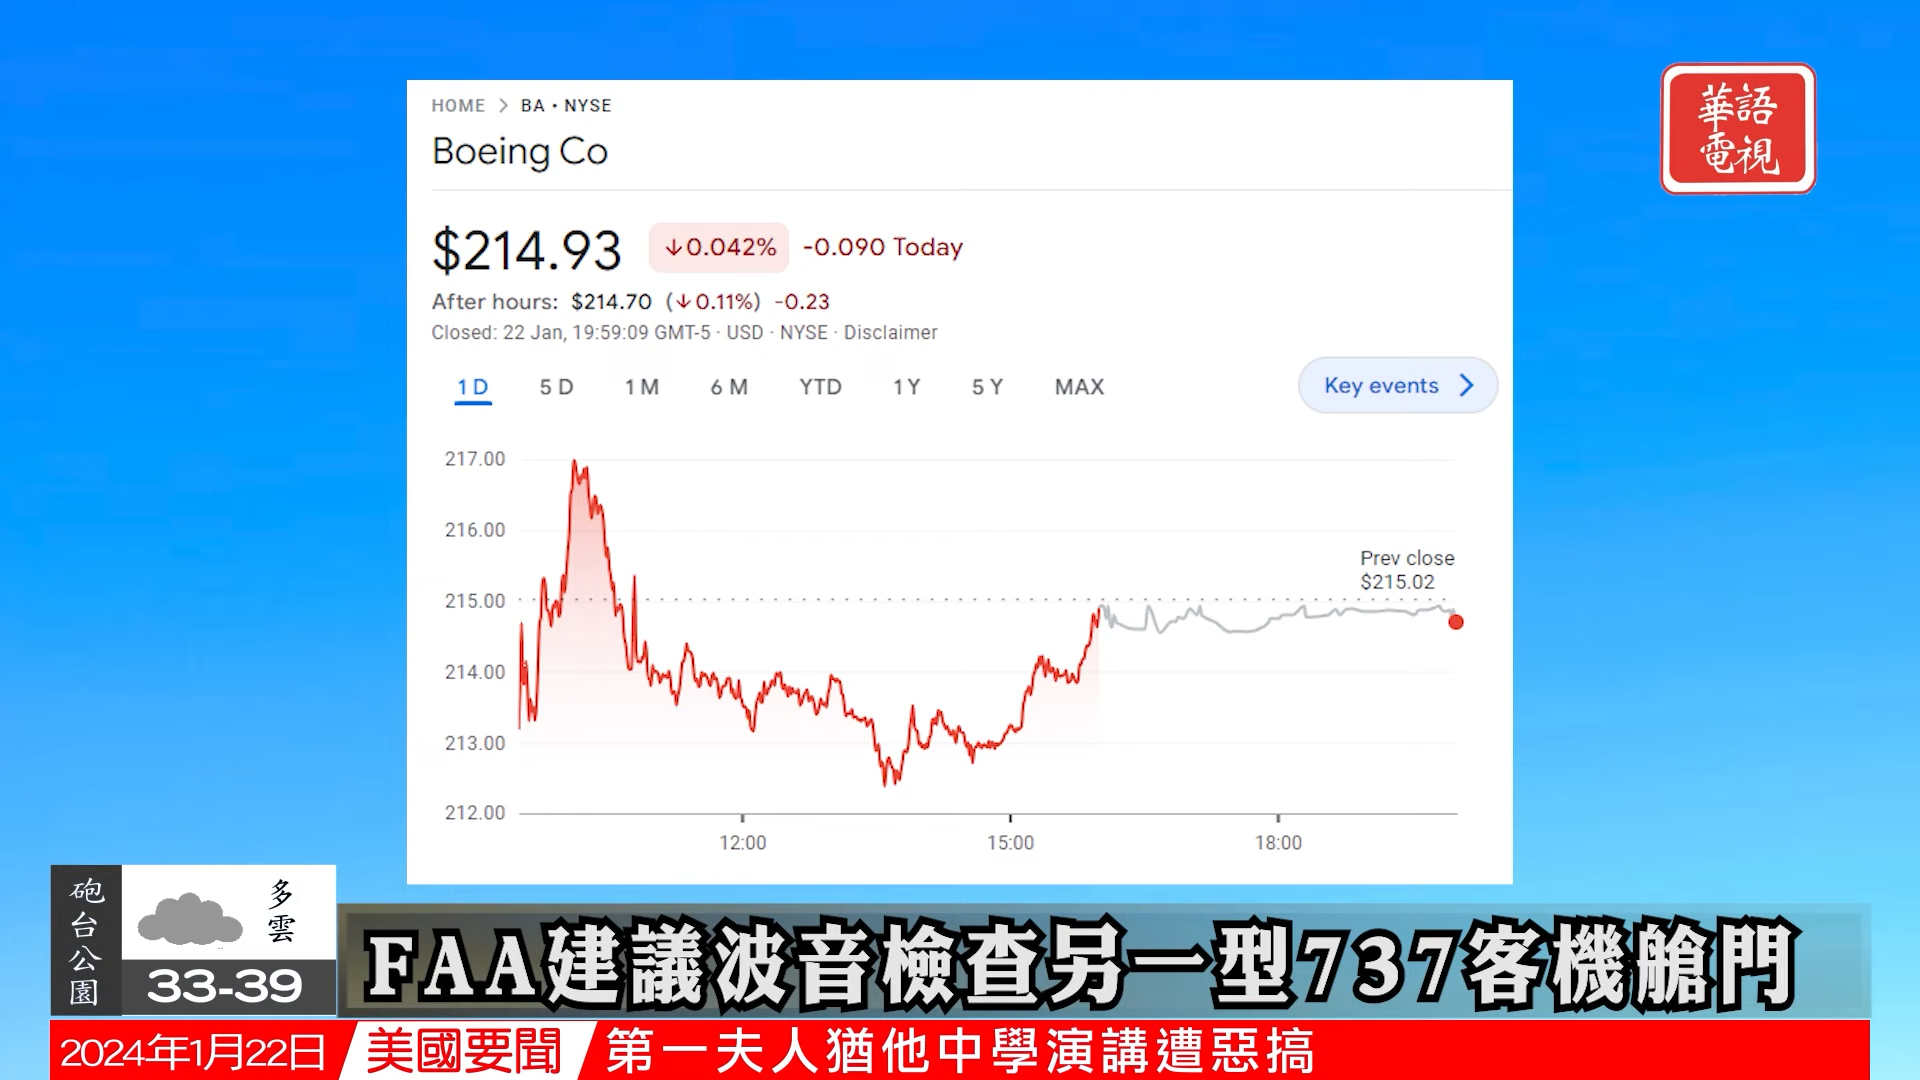 HOME > BA • NYSE
Boeing Co
華語
電視
$214.93 ↓0.042% -0.090 Today
After hours: $214.70 (↓0.11%) -0.23
Closed: 22 Jan, 19:59:09 GMT-5 · USD · NYSE · Disclaimer
1D 5D 1M 6M YTD 1Y 5Y MAX
Key events >
217.00
216.00
Prev close
$215.02
215.00
214.00
213.00
212.00
12:00 15:00 18:00
砲台公園
多雲
33-39
FAA建議波音檢查另一型737客機艙門
2024年1月22日 美國要聞 第一夫人猶他中學演講遭惡搞